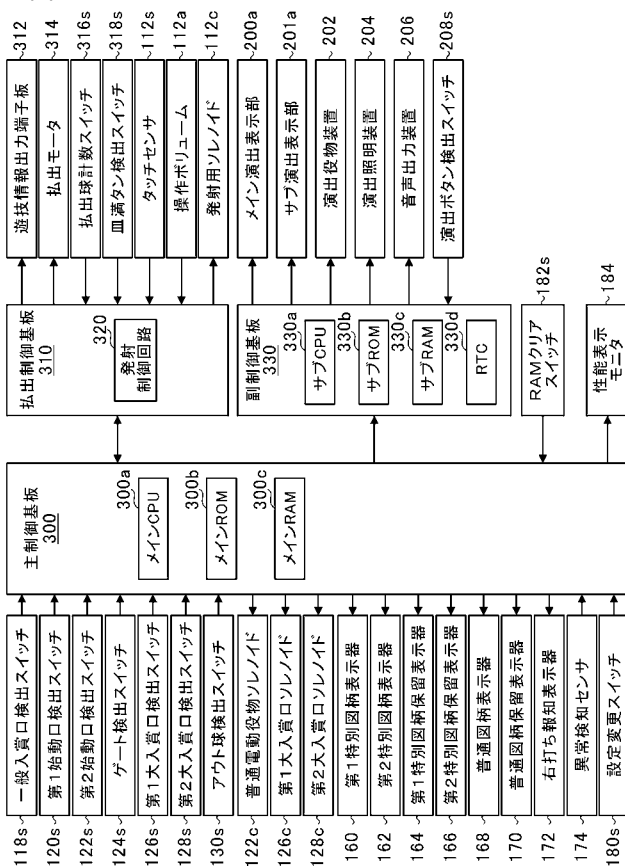 118s 一般入賞口検出スイッチ
120s 第1始動口検出スイッチ
122s 第2始動口検出スイッチ
124s ゲート検出スイッチ
126s 第1大入賞口検出スイッチ
128s 第2大入賞口検出スイッチ
130s アウト球検出スイッチ
122c 普通電動役物ソレノイド
126c 第1大入賞口ソレノイド
128c 第2大入賞口ソレノイド
160 第1特別図柄表示器
162 第2特別図柄表示器
164 第1特別図柄保留表示器
166 第2特別図柄保留表示器
168 普通図柄表示器
170 普通図柄保留表示器
172 右打ち報知表示器
174 異常検知センサ
180s 設定変更スイッチ
主制御基板
300
300a
メインCPU
300b
メインROM
300c
メインRAM
払出制御基板
310
320
発射
制御回路
副制御基板
330
330a
サブCPU
330b
サブROM
330c
サブRAM
330d
RTC
RAMクリア
スイッチ
182s
性能表示
モニタ
184
遊技情報出力端子板 312
払出モータ 314
払出球計数スイッチ 316s
皿満タン検出スイッチ 318s
タッチセンサ 112s
操作ボリューム 112a
発射用ソレノイド 112c
メイン演出表示部 200a
サブ演出表示部 201a
演出役物装置 202
演出照明装置 204
音声出力装置 206
演出ボタン検出スイッチ 208s